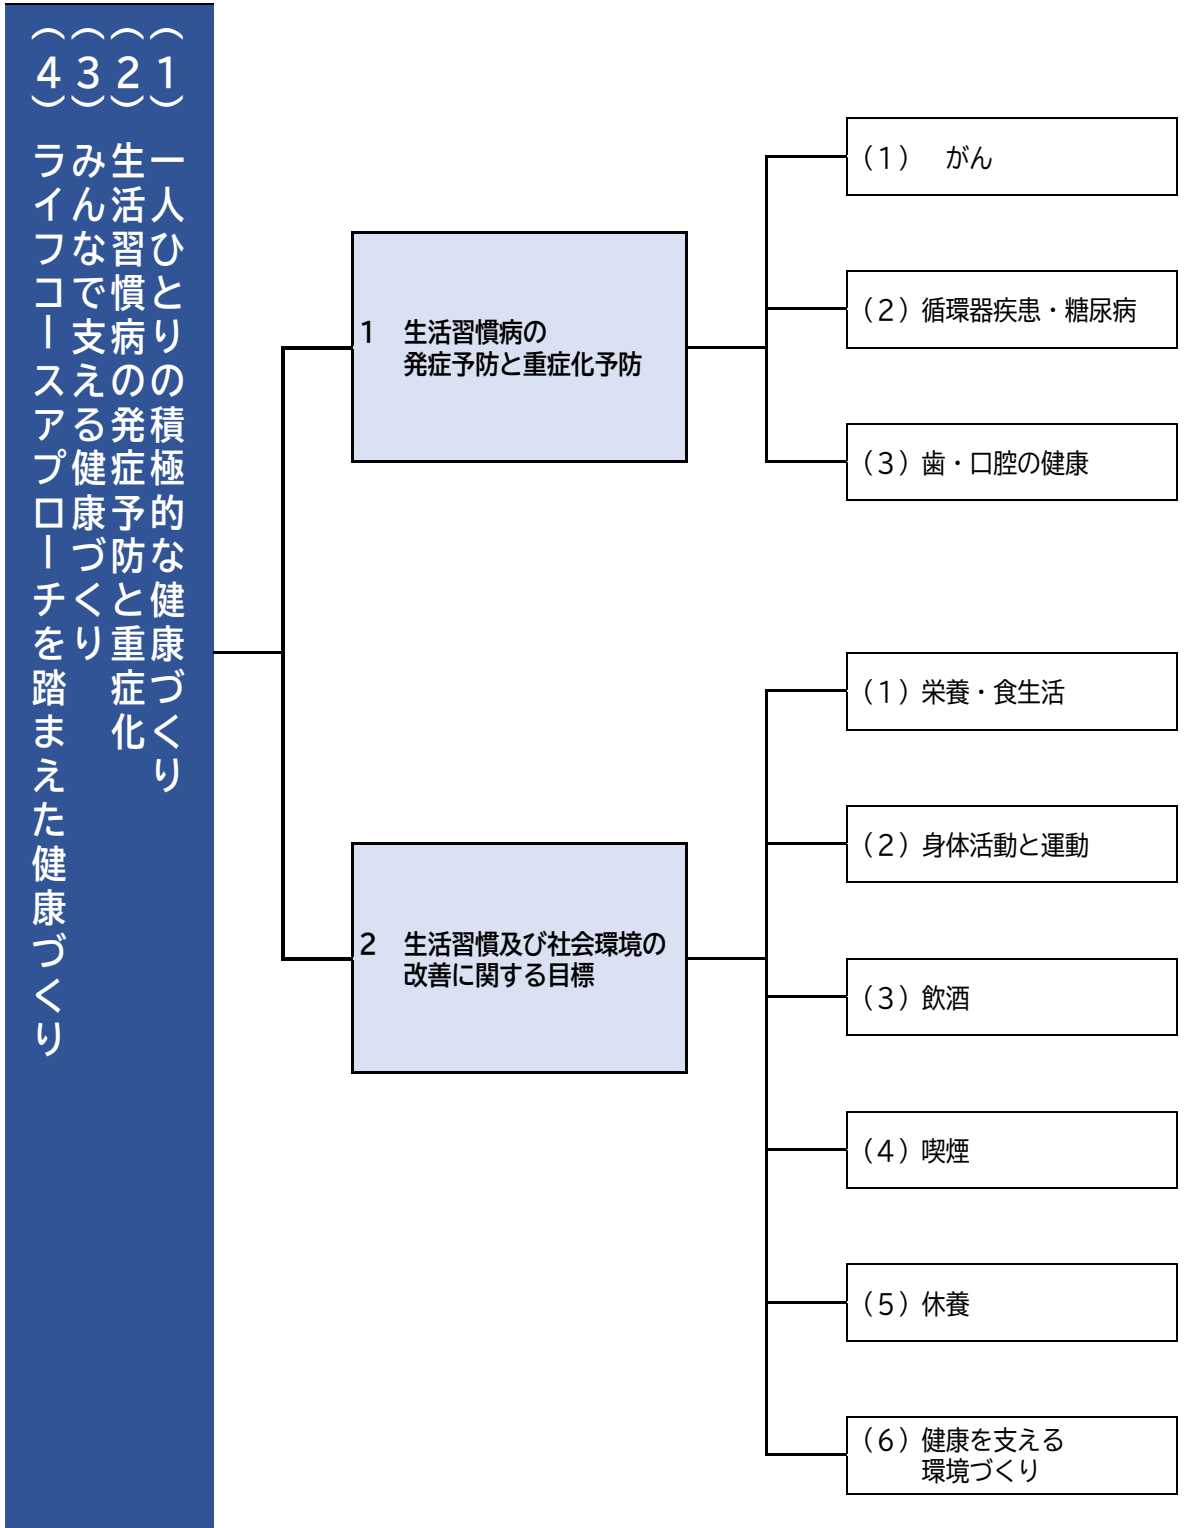 （１）　一人ひとりの積極的な健康づくり
（２）　生活習慣病の発症予防と重症化
（３）　みんなで支える健康づくり
（４）　ライフコースアプローチを踏まえた健康づくり
１　生活習慣病の
発症予防と重症化予防
（１）　がん
（２）循環器疾患・糖尿病
（３）歯・口腔の健康
２　生活習慣及び社会環境の
改善に関する目標
（１）栄養・食生活
（２）身体活動と運動
（３）飲酒
（４）喫煙
（５）休養
（６）健康を支える
環境づくり